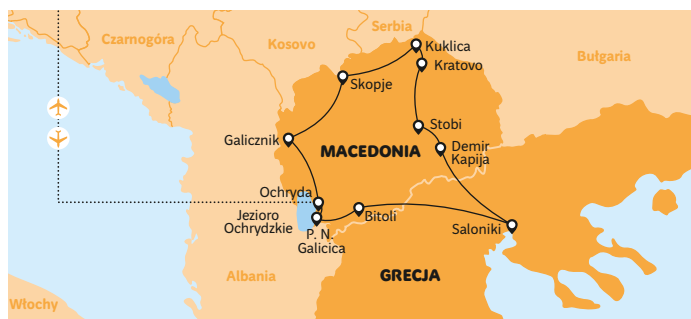 Serbia
Czarnogóra
Kosovo
Kuklica
Bułgaria
Kratovo
Skopje
Stobi
Galicznik
MACEDONIA
Demir
Kapija
Ochryda
Jezioro
Ochrydzkie
P. N.
Galicica
Bitoli
Saloniki
Albania
GRECJA
Włochy